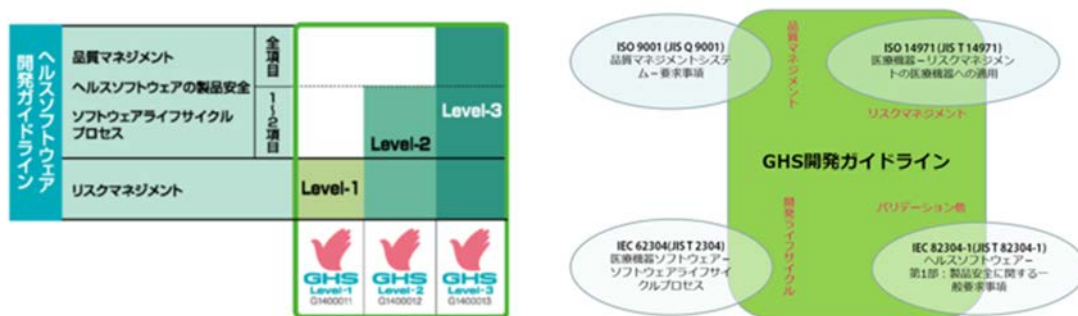 ヘルスソフトウェア
開発ガイドライン
品質マネジメント
ヘルスソフトウェアの製品安全
ソフトウェアライフサイクル
プロセス
全項目
1~2項目
リスクマネジメント
Level-1
Level-2
Level-3
GHS
Level-1
G1400011
GHS
Level-2
G1400012
GHS
Level-3
G1400013
ISO 9001 (JIS Q 9001)
品質マネジメントシステ
ム-要求事項
品質マネジメント
ISO 14971 (JIS T 14971)
医療機器-リスクマネジメン
トの医療機器への適用
リスクマネジメント
GHS開発ガイドライン
開発ライフサイクル
バリデーション他
IEC 62304(JIS T 2304)
医療機器ソフトウェア-
ソフトウェアライフサイ
クルプロセス
IEC 82304-1(JIS T 82304-1)
ヘルスソフトウェア-
第1部:製品安全に関する一
般要求事項